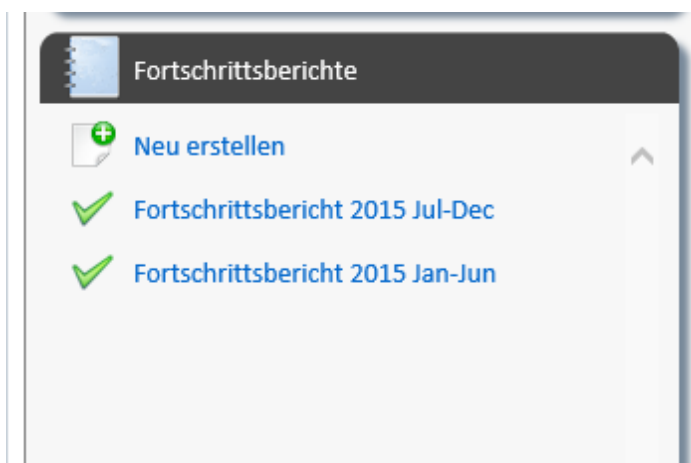 Fortschrittsberichte
Neu erstellen
Fortschrittsbericht 2015 Jul-Dec
Fortschrittsbericht 2015 Jan-Jun